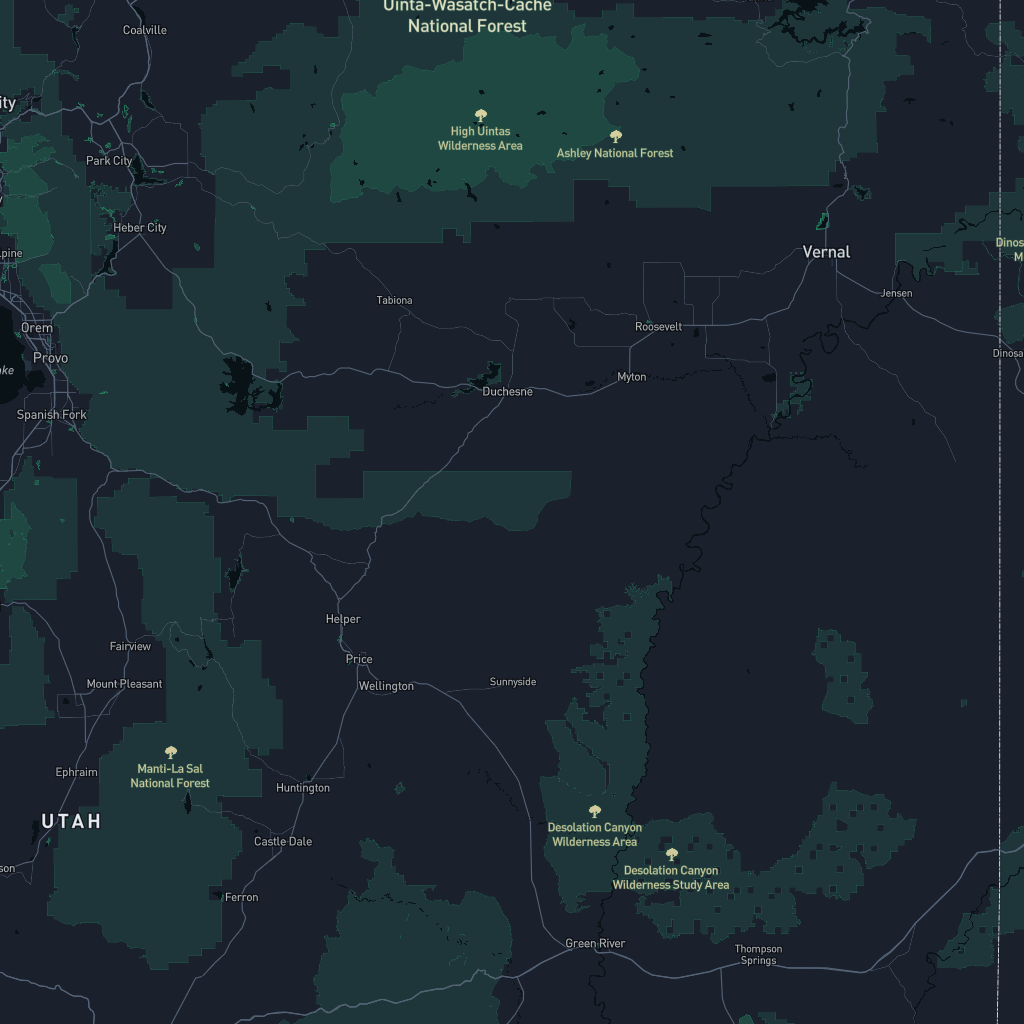 Uinta-Wasatch-Cache
National Forest
Coalville
ity
High Uintas
Wilderness Area
Ashley National Forest
Park City
Heber City
lpine
Vernal
Dinos
M
Jensen
Tabiona
Orem
Roosevelt
Provo
Dinosa
ake
Myton
Duchesne
Spanish Fork
Helper
Fairview
Price
Mount Pleasant
Wellington
Sunnyside
Manti-La Sal
National Forest
Ephraim
Huntington
UTAH
Desolation Canyon
Wilderness Area
Castle Dale
Desolation Canyon
Wilderness Study Area
son
Ferron
Green River
Thompson
Springs